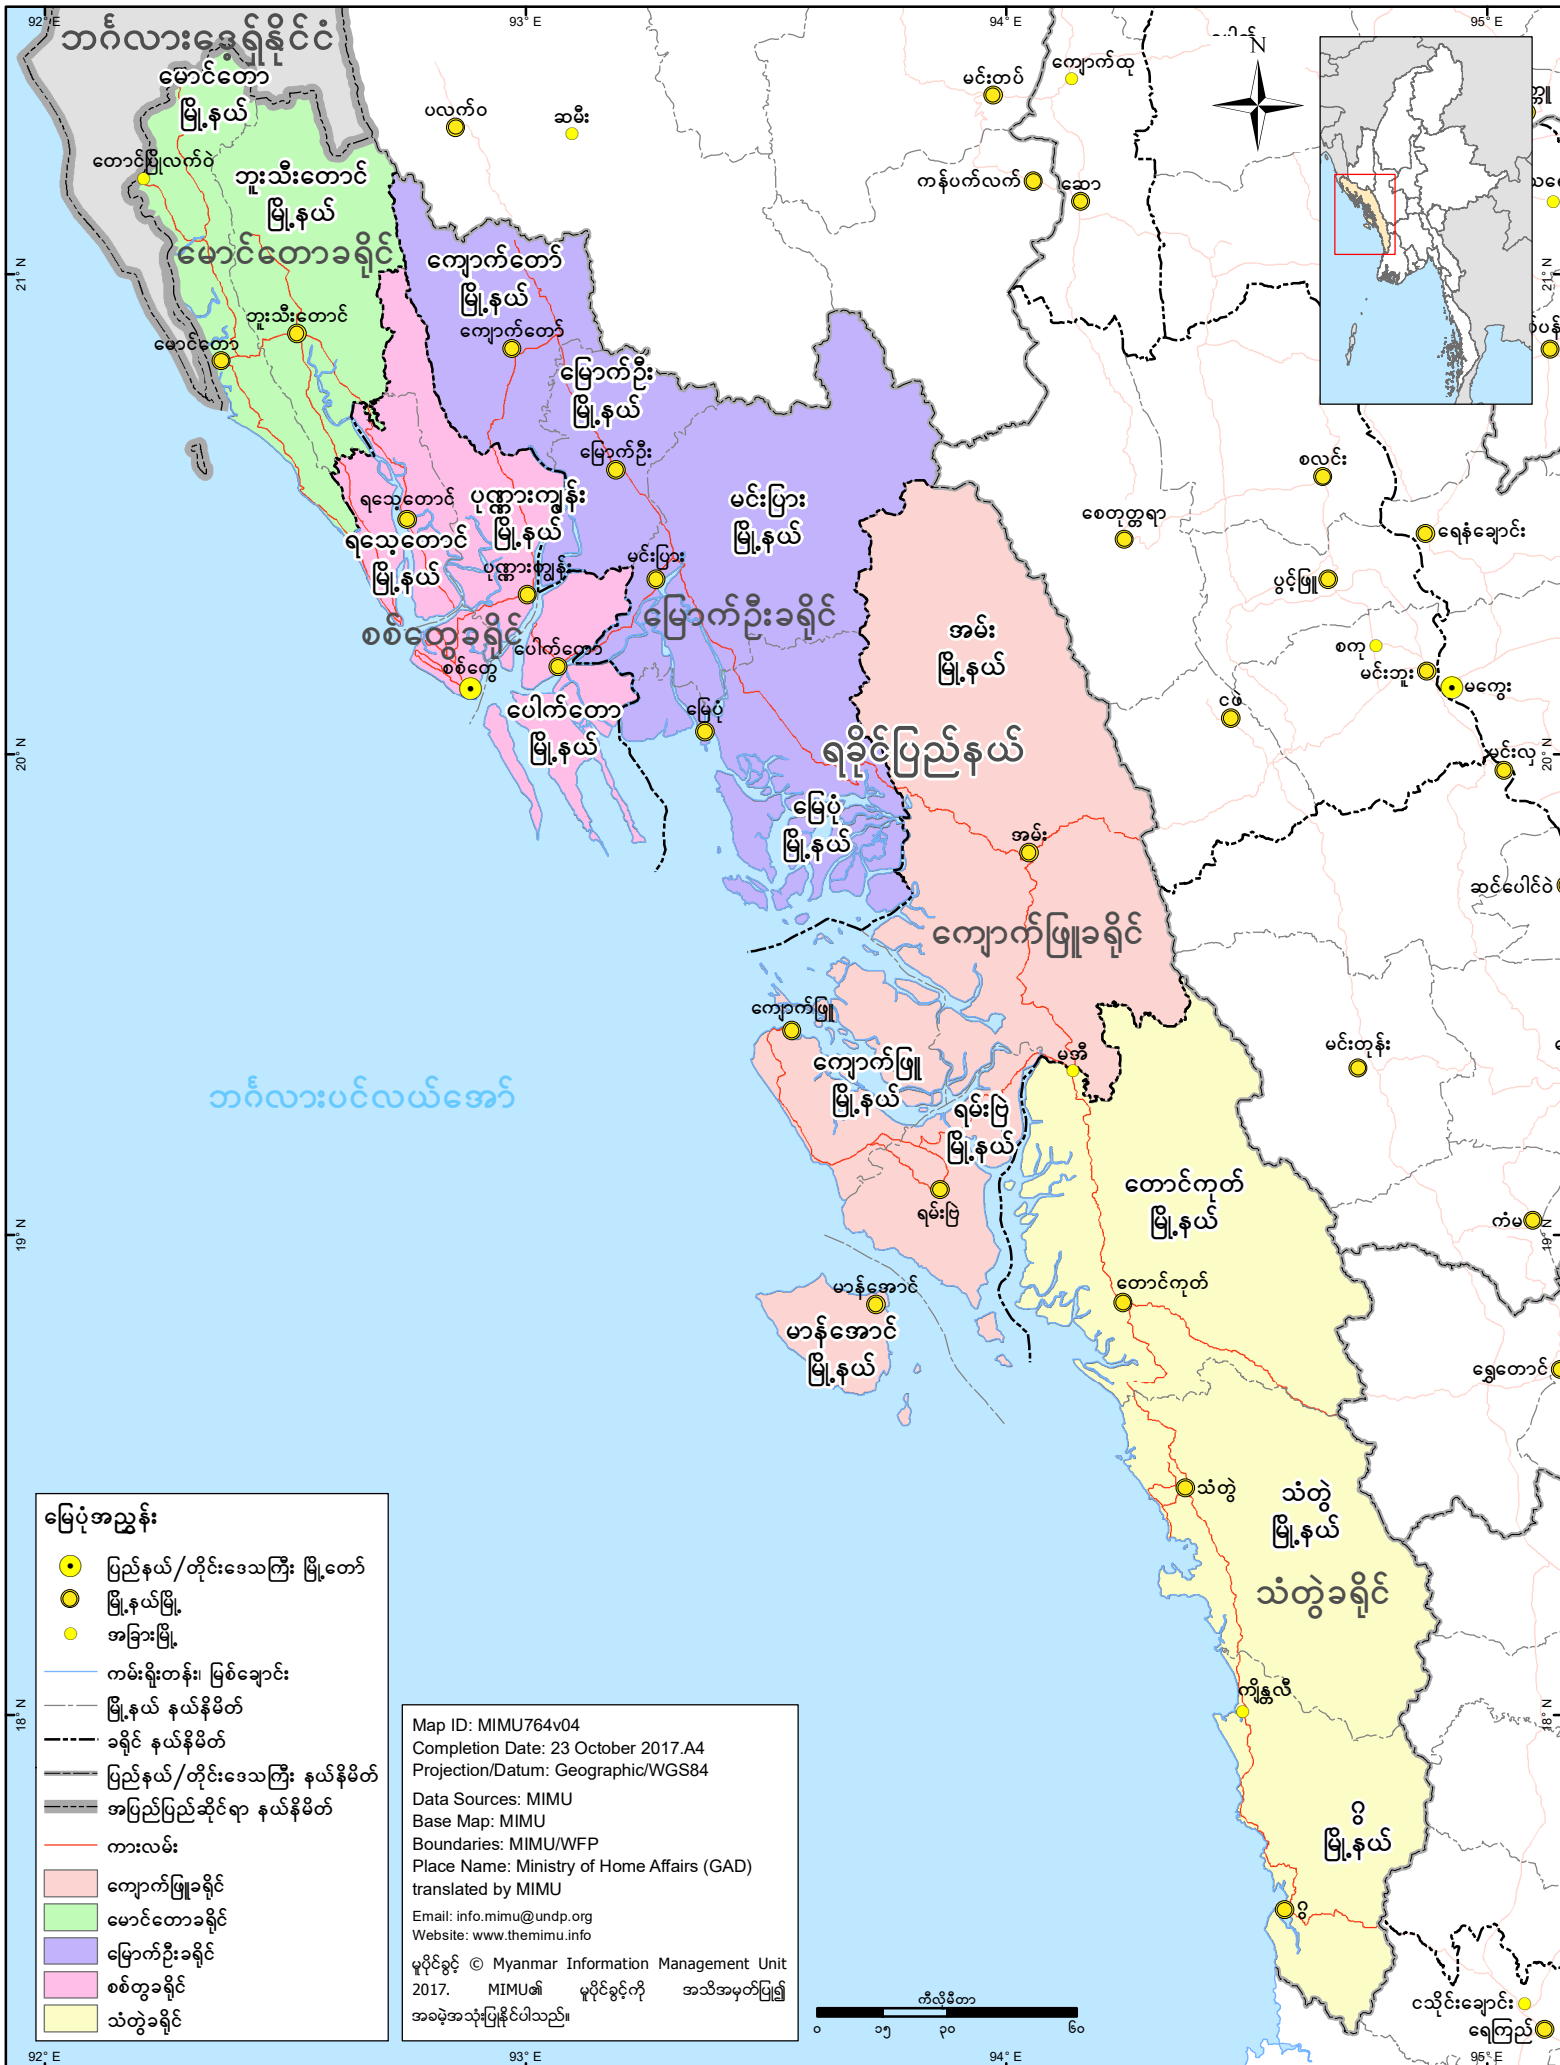 92° E
93° E
94° E
95° E
ဘင်္ဂလားဒေ့ရှ်နိုင်ငံ
မောင်တော
မြို့နယ်
တောင်ပြိုလက်ဝဲ
ဘူးသီးတောင်
မြို့နယ်
မောင်တောခရိုင်
ဘူးသီးတောင်
မောင်တော
ပလက်ဝ
ဆမီး
မင်းတပ်
ကျောက်ထု
ကန်ပက်လက်
ဆော
N
21° N
21° N
ကျောက်တော်
မြို့နယ်
ကျောက်တော်
မြောက်ဦး
မြို့နယ်
မြောက်ဦး
ရသေ့တောင်
ပုဏ္ဏားကျွန်း
မြို့နယ်
ရသေ့တောင်
မြို့နယ်
ပုဏ္ဏားကျွန်း
မင်းပြား
မြို့နယ်
မင်းပြား
မြောက်ဦးခရိုင်
စစ်တွေခရိုင်
ပေါက်တော
စစ်တွေ
ပေါက်တော
မြို့နယ်
မြေပုံ
အမ်း
မြို့နယ်
ရခိုင်ပြည်နယ်
မြေပုံ
မြို့နယ်
အမ်း
ကျောက်ဖြူခရိုင်
စလင်း
စေတုတ္တရာ
ရေနံချောင်း
ပွင့်ဖြူ
စကု
မင်းဘူး
မကွေး
ငဖဲ
20° N
20° N
မင်းလှ
ဆင်ပေါင်ဝဲ
ကျောက်ဖြူ
ကျောက်ဖြူ
မြို့နယ်
မအီ
ရမ်းဗြဲ
မြို့နယ်
ရမ်းဗြဲ
မင်းတုန်း
ဘင်္ဂလားပင်လယ်အော်
တောင်ကုတ်
မြို့နယ်
ကံမ
19° N
19° N
မာန်အောင်
မာန်အောင်
မြို့နယ်
တောင်ကုတ်
ရွှေတောင်
သံတွဲ
သံတွဲ
မြို့နယ်
သံတွဲခရိုင်
ကျိန္တလီ
18° N
18° N
ဂွ
မြို့နယ်
ဂွ
ငသိုင်းချောင်း
ရေကြည်
မြေပုံအညွှန်း
ပြည်နယ်/တိုင်းဒေသကြီး မြို့တော်
မြို့နယ်မြို့
အခြားမြို့
ကမ်းရိုးတန်း၊ မြစ်ချောင်း
မြို့နယ် နယ်နိမိတ်
ခရိုင် နယ်နိမိတ်
ပြည်နယ်/တိုင်းဒေသကြီး နယ်နိမိတ်
အပြည်ပြည်ဆိုင်ရာ နယ်နိမိတ်
ကားလမ်း
ကျောက်ဖြူခရိုင်
မောင်တောခရိုင်
မြောက်ဦးခရိုင်
စစ်တွခရိုင်
သံတွဲခရိုင်
Map ID: MIMU764v04
Completion Date: 23 October 2017.A4
Projection/Datum: Geographic/WGS84
Data Sources: MIMU
Base Map: MIMU
Boundaries: MIMU/WFP
Place Name: Ministry of Home Affairs (GAD)
translated by MIMU
Email: info.mimu@undp.org
Website: www.themimu.info
မူပိုင်ခွင့် © Myanmar Information Management Unit
2017. MIMU၏ မူပိုင်ခွင့်ကို အသိအမှတ်ပြု၍
အခမဲ့အသုံးပြုနိုင်ပါသည်။
ကီလိုမီတာ
၀ ၁၅ ၃၀ ၆၀
92° E
93° E
94° E
95° E